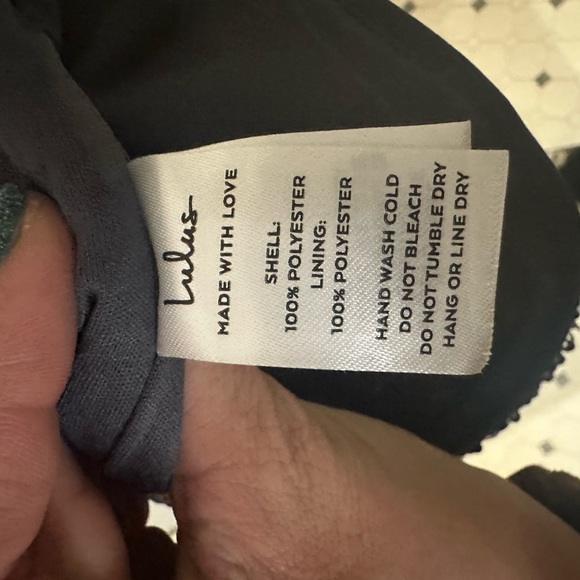 Lulus
MADE WITH LOVE
SHELL:
100% POLYESTER
LINING:
100% POLYESTER
HAND WASH COLD
DO NOT BLEACH
DO NOT TUMBLE DRY
HANG OR LINE DRY